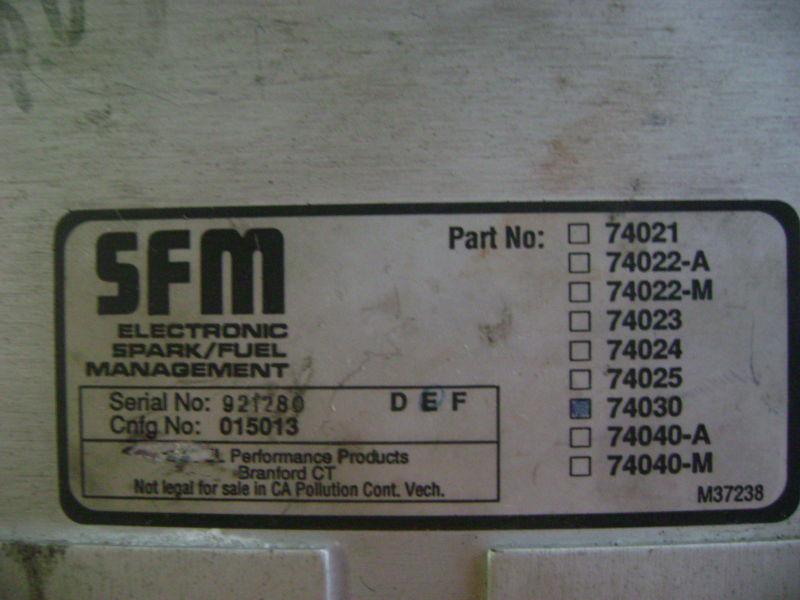 SFM
ELECTRONIC
SPARK/FUEL
MANAGEMENT
Part No:
74021
74022-A
74022-M
74023
74024
74025
74030
74040-A
74040-M
Serial No: 921280 D E F
Cnfg No: 015013
Performance Products
Branford CT
Not legal for sale in CA Pollution Cont. Vech.
M37238